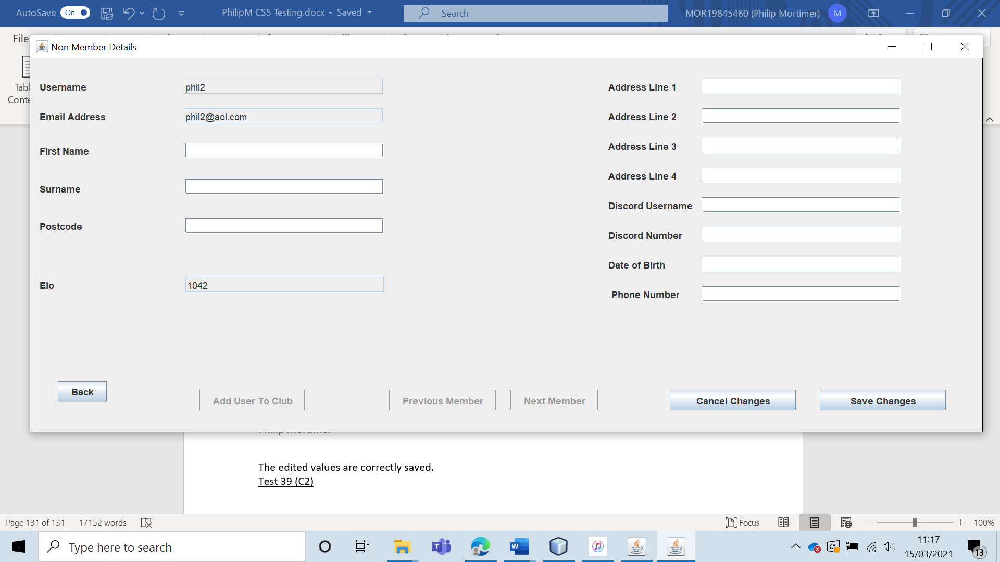 AutoSave On PhilipM CS5 Testing.docx - Saved Search MOR19845460 (Philip Mortimer) M
File
Non Member Details
Username phil2
Email Address phil2@aol.com
First Name
Surname
Postcode
Elo 1042
Address Line 1
Address Line 2
Address Line 3
Address Line 4
Discord Username
Discord Number
Date of Birth
Phone Number
Back Add User To Club Previous Member Next Member Cancel Changes Save Changes
The edited values are correctly saved.
Test 39 (C2)
Page 131 of 131 17152 words Focus 100%
Type here to search
11:17
15/03/2021
13